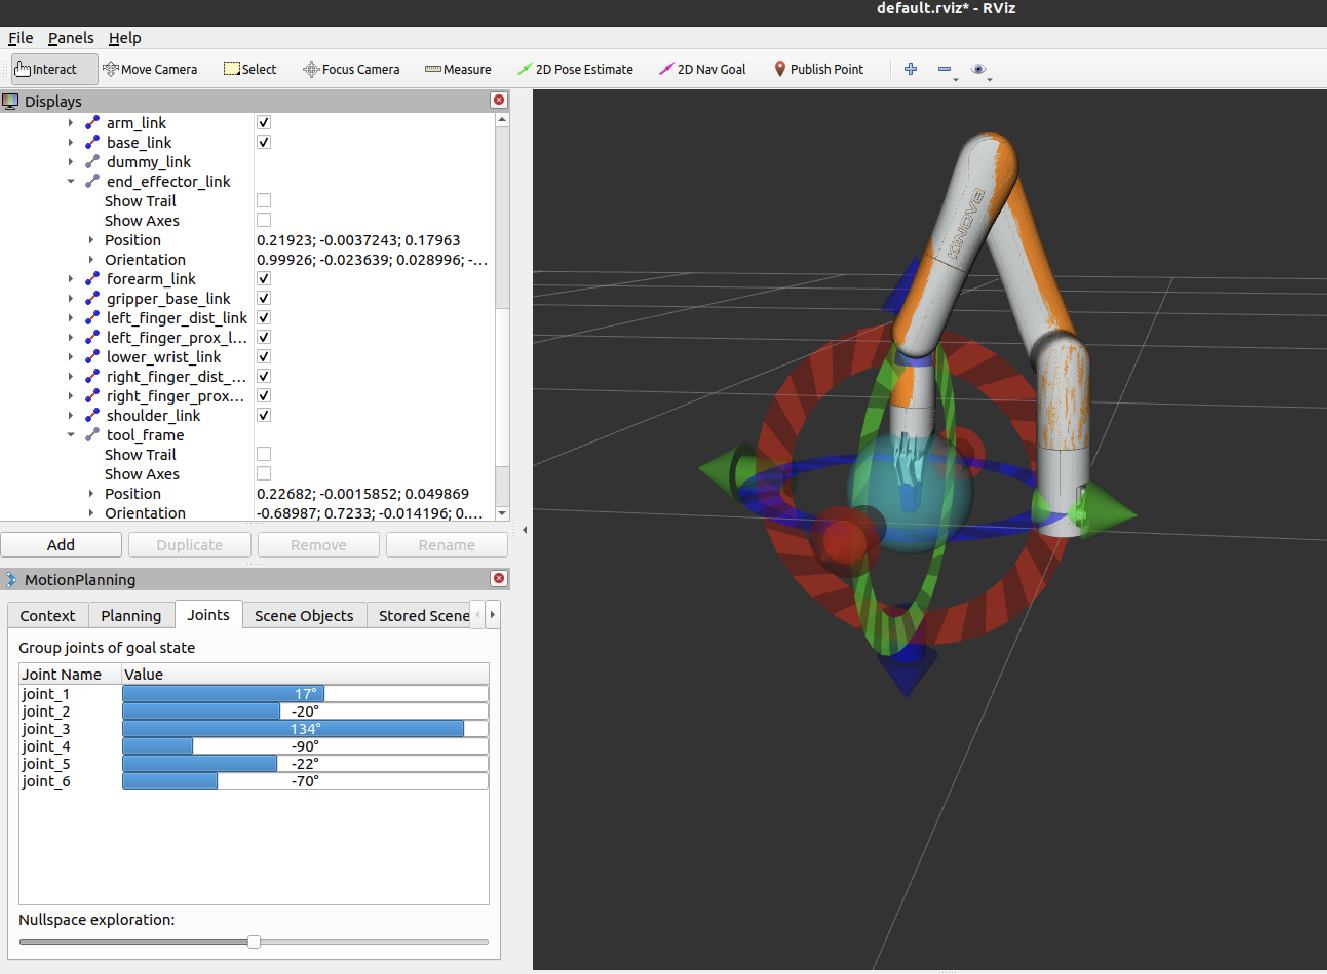 default.rviz* - RViz
File Panels Help
Interact Move Camera Select Focus Camera Measure 2D Pose Estimate 2D Nav Goal Publish Point
Displays
arm_link
base_link
dummy_link
end_effector_link
Show Trail
Show Axes
Position 0.21923; -0.0037243; 0.17963
Orientation 0.99926; -0.023639; 0.028996; -...
forearm_link
gripper_base_link
left_finger_dist_link
left_finger_prox_l...
lower_wrist_link
right_finger_dist_...
right_finger_prox...
shoulder_link
tool_frame
Show Trail
Show Axes
Position 0.22682; -0.0015852; 0.049869
Orientation -0.68987; 0.7233; -0.014196; 0....
Add Duplicate Remove Rename
MotionPlanning
Context Planning Joints Scene Objects Stored Scene
Group joints of goal state
Joint Name Value
joint_1 17°
joint_2 -20°
joint_3 134°
joint_4 -90°
joint_5 -22°
joint_6 -70°
Nullspace exploration:
KINOVA